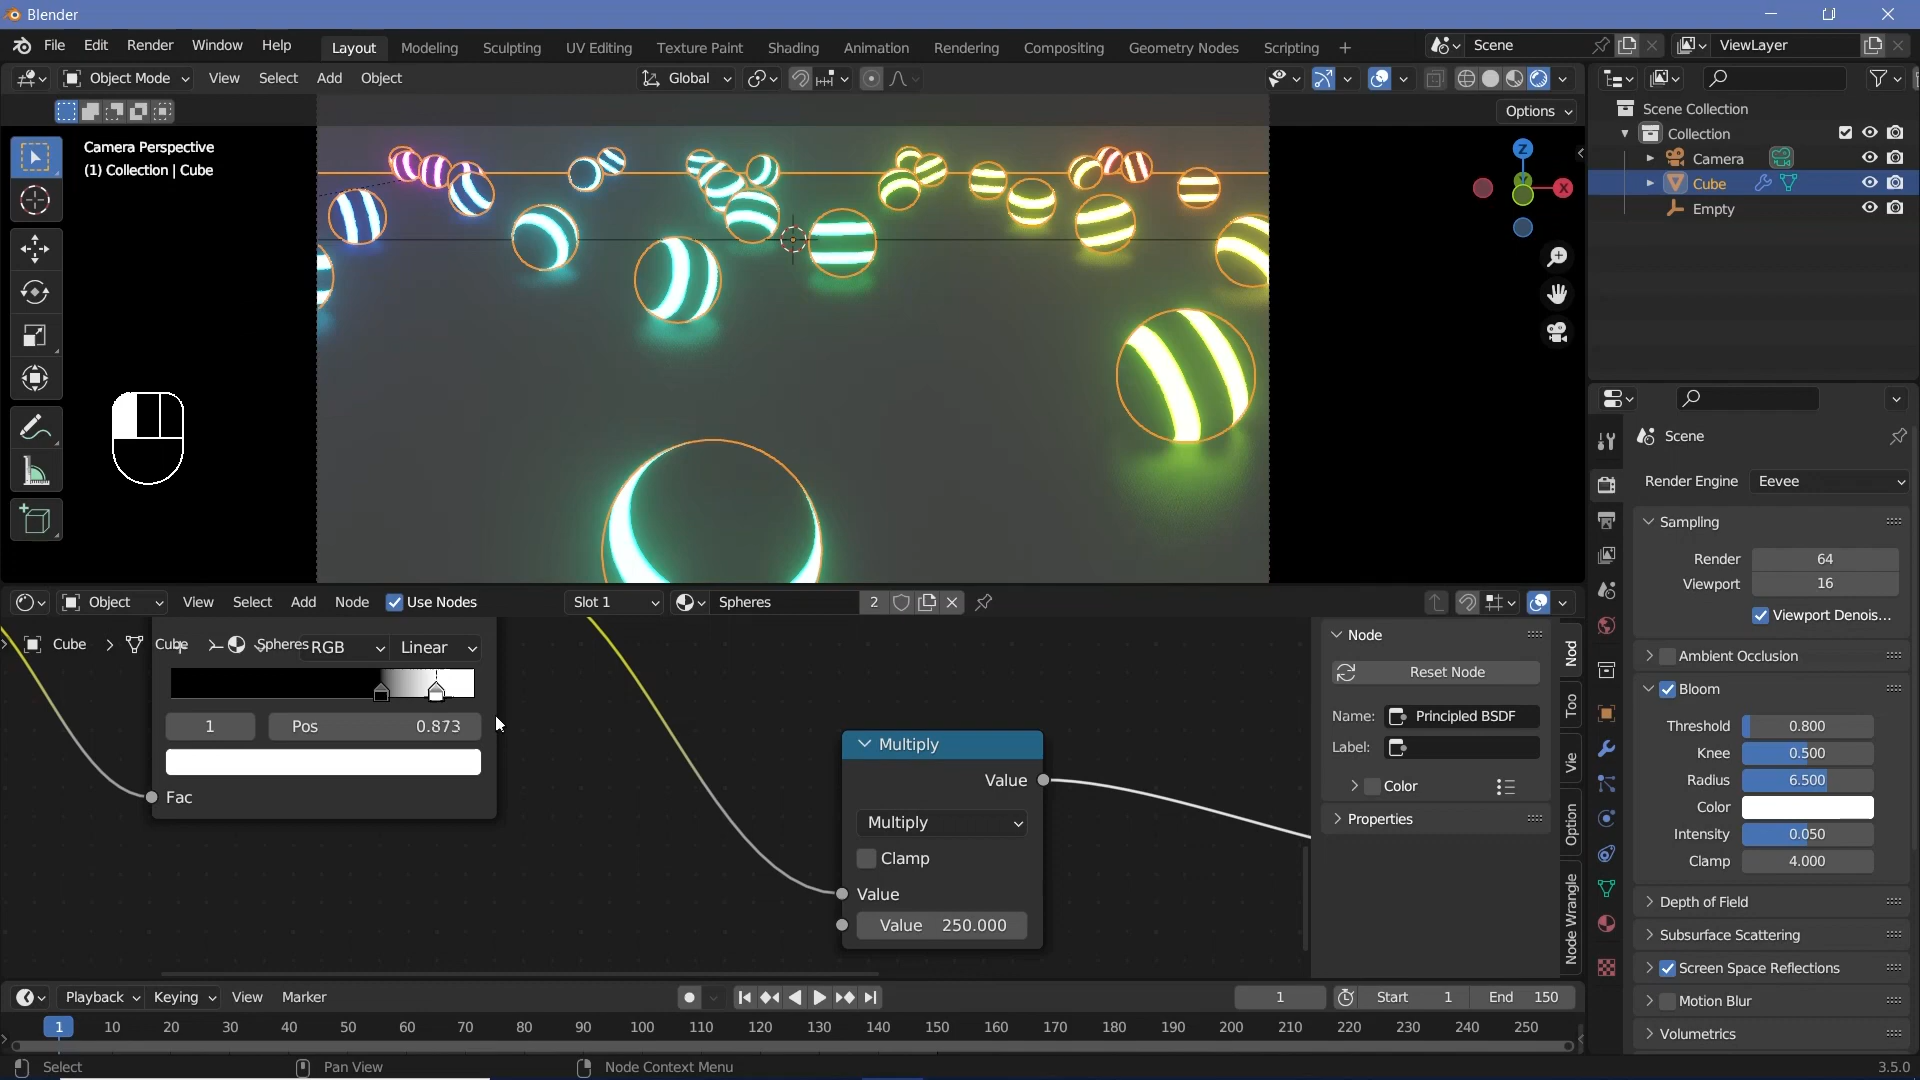 Blender
File Edit Render Window Help
Layout Modeling Sculpting UV Editing Texture Paint Shading Animation Rendering Compositing Geometry Nodes Scripting +
Scene
ViewLayer
Object Mode View Select Add Object
Global
Options
Camera Perspective
(1) Collection | Cube
Z
X
Scene Collection
Collection
Camera
Cube
Empty
Scene
Render Engine Eevee
Sampling
Render 64
Viewport 16
Viewport Denois...
Ambient Occlusion
Bloom
Threshold 0.800
Knee 0.500
Radius 6.500
Color
Intensity 0.050
Clamp 4.000
Depth of Field
Subsurface Scattering
Screen Space Reflections
Motion Blur
Volumetrics
Object View Select Add Node Use Nodes
Slot 1
Spheres 2
Cube > Cube Spheres
RGB Linear
1 Pos 0.873
Fac
Multiply
Value
Multiply
Clamp
Value
Value 250.000
Node
Reset Node
Name: Principled BSDF
Label:
Color
Properties
Nod
Too
Vie
Option
Node Wrangle
Playback Keying View Marker
1 Start 1 End 150
1 10 20 30 40 50 60 70 80 90 100 110 120 130 140 150 160 170 180 190 200 210 220 230 240 250
Select Pan View Node Context Menu 3.5.0